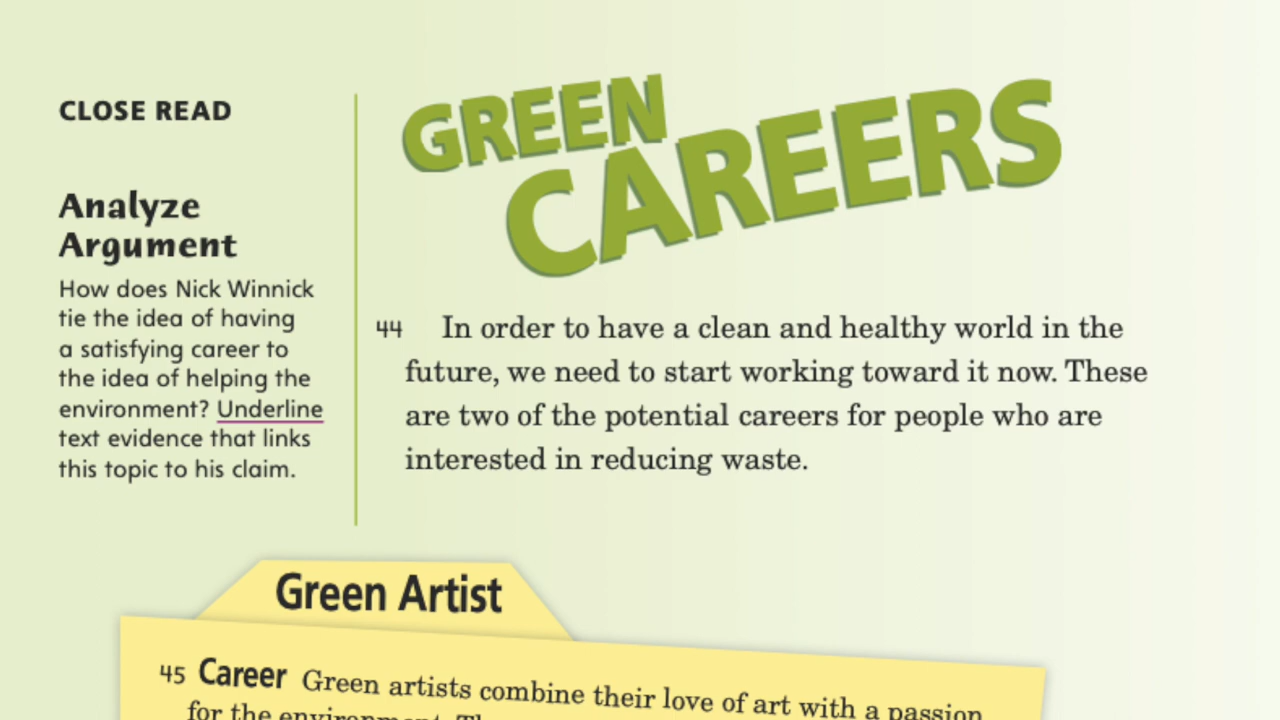 CLOSE READ
Analyze
Argument
How does Nick Winnick
tie the idea of having
a satisfying career to
the idea of helping the
environment? Underline
text evidence that links
this topic to his claim.
GREEN
CAREERS
44 In order to have a clean and healthy world in the
future, we need to start working toward it now. These
are two of the potential careers for people who are
interested in reducing waste.
Green Artist
45 Career Green artists combine their love of art with a passion
for the environment.